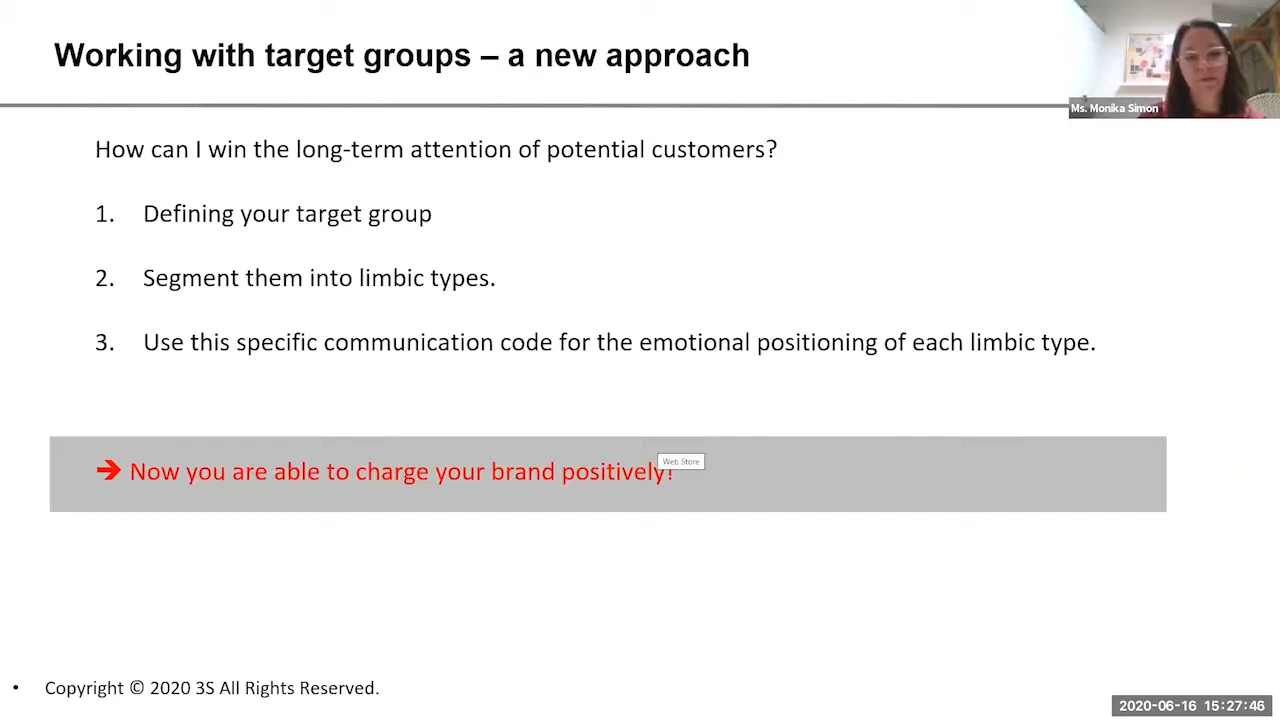 Working with target groups – a new approach
Ms. Monika Simon
How can I win the long-term attention of potential customers?
1. Defining your target group
2. Segment them into limbic types.
3. Use this specific communication code for the emotional positioning of each limbic type.
➔ Now you are able to charge your brand positively!
Web Store
• Copyright © 2020 3S All Rights Reserved.
2020-06-16 15:27:46